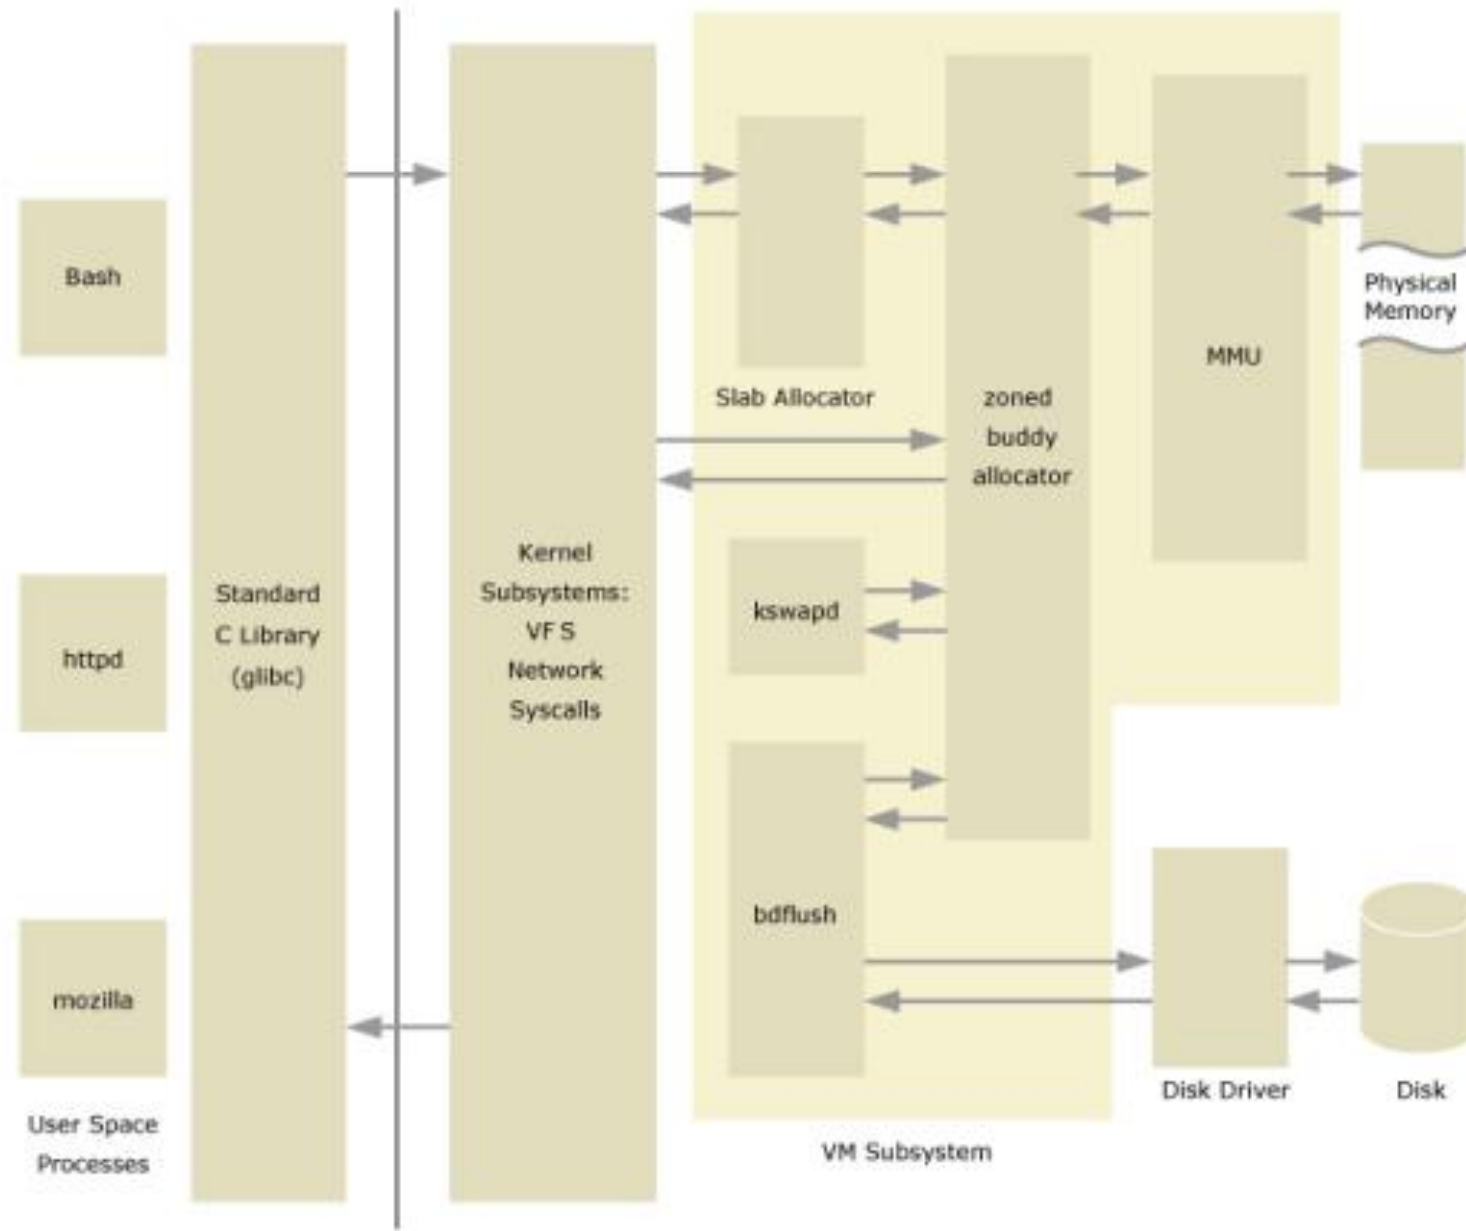 Bash
httpd
mozilla
User Space
Processes
Standard
C Library
(glibc)
Kernel
Subsystems:
VFS
Network
Syscalls
Slab Allocator
kswapd
bdflush
zoned
buddy
allocator
MMU
Physical
Memory
Disk Driver
Disk
VM Subsystem